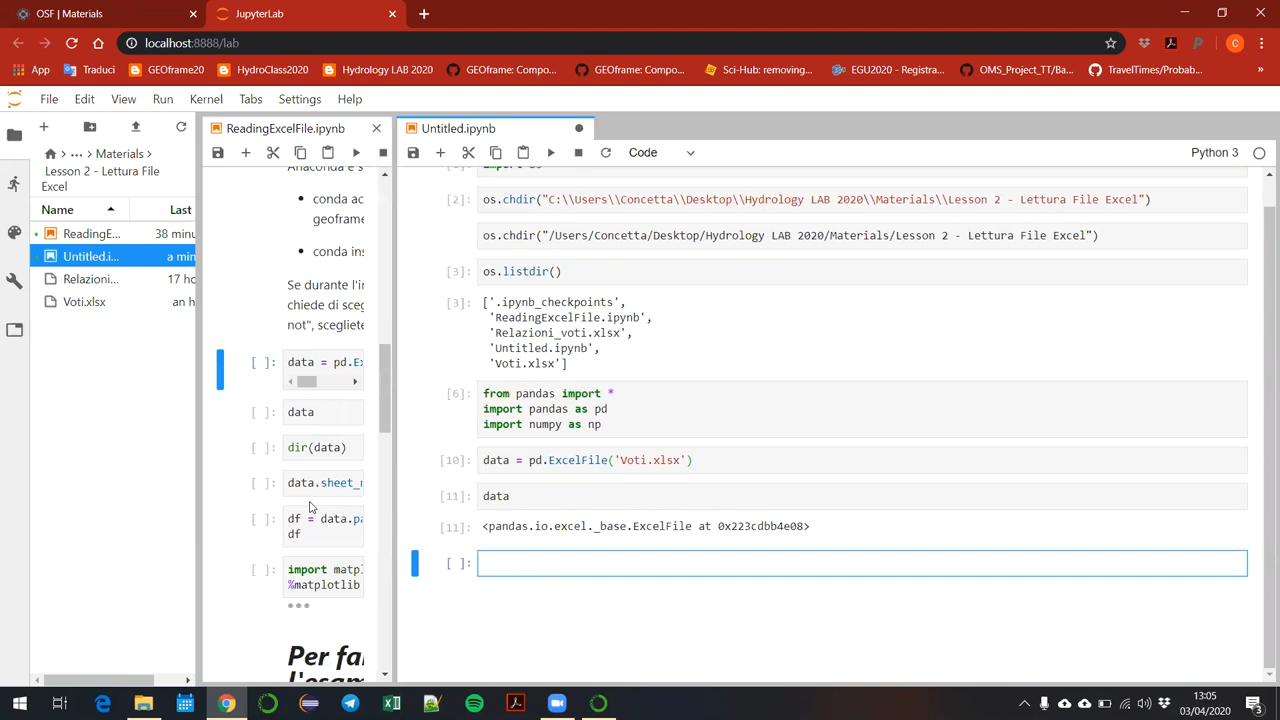 OSF | Materials
JupyterLab
localhost:8888/lab
App
Traduci
GEOframe20
HydroClass2020
Hydrology LAB 2020
GEOframe: Compo...
GEOframe: Compo...
Sci-Hub: removing...
EGU2020 - Registra...
OMS_Project_TT/Ba...
TravelTimes/Probab...
File
Edit
View
Run
Kernel
Tabs
Settings
Help
... Materials
Lesson 2 - Lettura File
Excel
Name
Last
ReadingE...
38 minu
Untitled.i...
a min
Relazioni...
17 ho
Voti.xlsx
an h
ReadingExcelFile.ipynb
conda ac
geoframe
conda ins
Se durante l'in
chiede di sceg
not", scegliete
[ ]:
data = pd.Ex
[ ]:
data
[ ]:
dir(data)
[ ]:
data.sheet_n
[ ]:
df = data.pa
df
[ ]:
import matpl
%matplotlib
Per fa
l'esam
Untitled.ipynb
Code
Python 3
[2]:
os.chdir("C:\\Users\\Concetta\\Desktop\\Hydrology LAB 2020\\Materials\\Lesson 2 - Lettura File Excel")
os.chdir("/Users/Concetta/Desktop/Hydrology LAB 2020/Materials/Lesson 2 - Lettura File Excel")
[3]:
os.listdir()
[3]:
['.ipynb_checkpoints',
'ReadingExcelFile.ipynb',
'Relazioni_voti.xlsx',
'Untitled.ipynb',
'Voti.xlsx']
[6]:
from pandas import *
import pandas as pd
import numpy as np
[10]:
data = pd.ExcelFile('Voti.xlsx')
[11]:
data
[11]:
<pandas.io.excel._base.ExcelFile at 0x223cdbb4e08>
[ ]:
13:05
03/04/2020